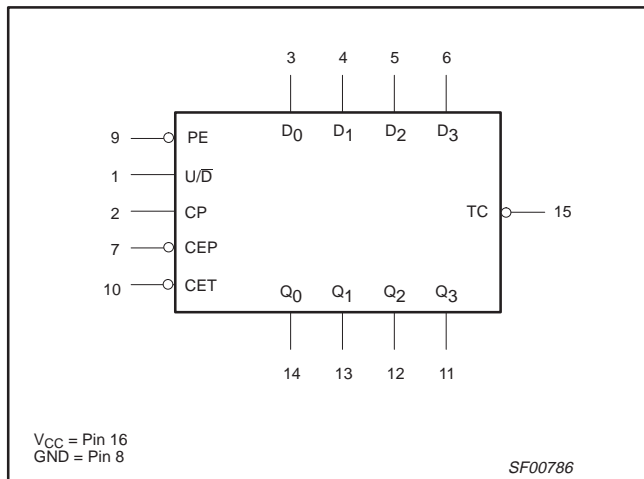 3 4 5 6
D0 D1 D2 D3
9 PE
1 U/D̅
2 CP
TC 15
7 CEP
10 CET
Q0 Q1 Q2 Q3
14 13 12 11
VCC = Pin 16
GND = Pin 8
SF00786